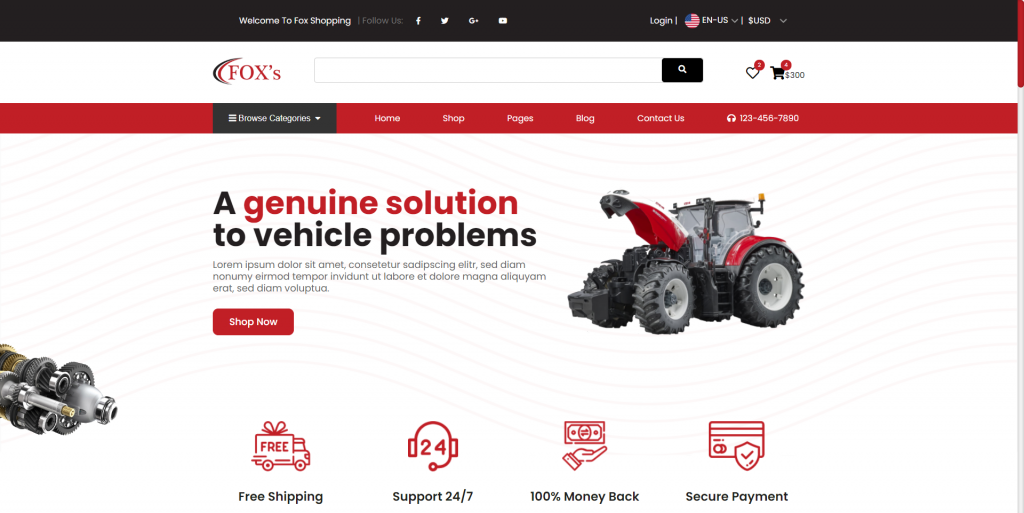 Welcome To Fox Shopping | Follow Us:
Login | EN-US | $USD
FOX's
2
4
$300
Browse Categories
Home
Shop
Pages
Blog
Contact Us
123-456-7890
A genuine solution
to vehicle problems
Lorem ipsum dolor sit amet, consetetur sadipscing elitr, sed diam
nonumy eirmod tempor invidunt ut labore et dolore magna aliquyam
erat, sed diam voluptua.
Shop Now
FREE
24
Free Shipping
Support 24/7
100% Money Back
Secure Payment